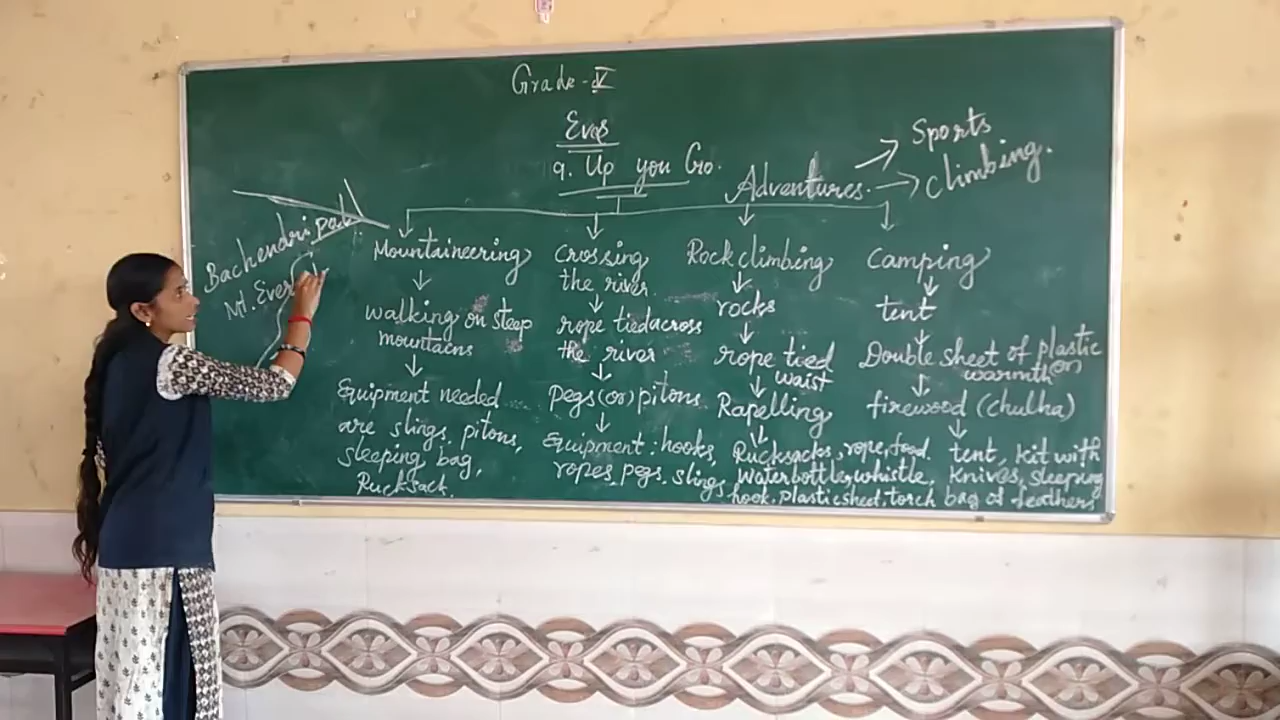 Grade - V
Evs
9. Up you Go.
Adventures.
Sports
climbing.
Bachendri pal
Mt. Ever
Mountaineering
walking on steep
mountains
Equipment needed
are slings, pitons,
sleeping bag,
Rucksack.
Crossing
the river.
rope tied across
the river
Pegs (or) pitons
Equipment: hooks,
ropes, pegs, slings
Rock climbing
rocks
rope tied
waist
Rapelling
Rucksacks, rope, food.
Waterbottle, whistle,
hook, plastic sheet, torch
Camping
tent
Double sheet of plastic
warmth
firewood (chulha)
tent, kit with
Knives, sleeping
bag of feathers